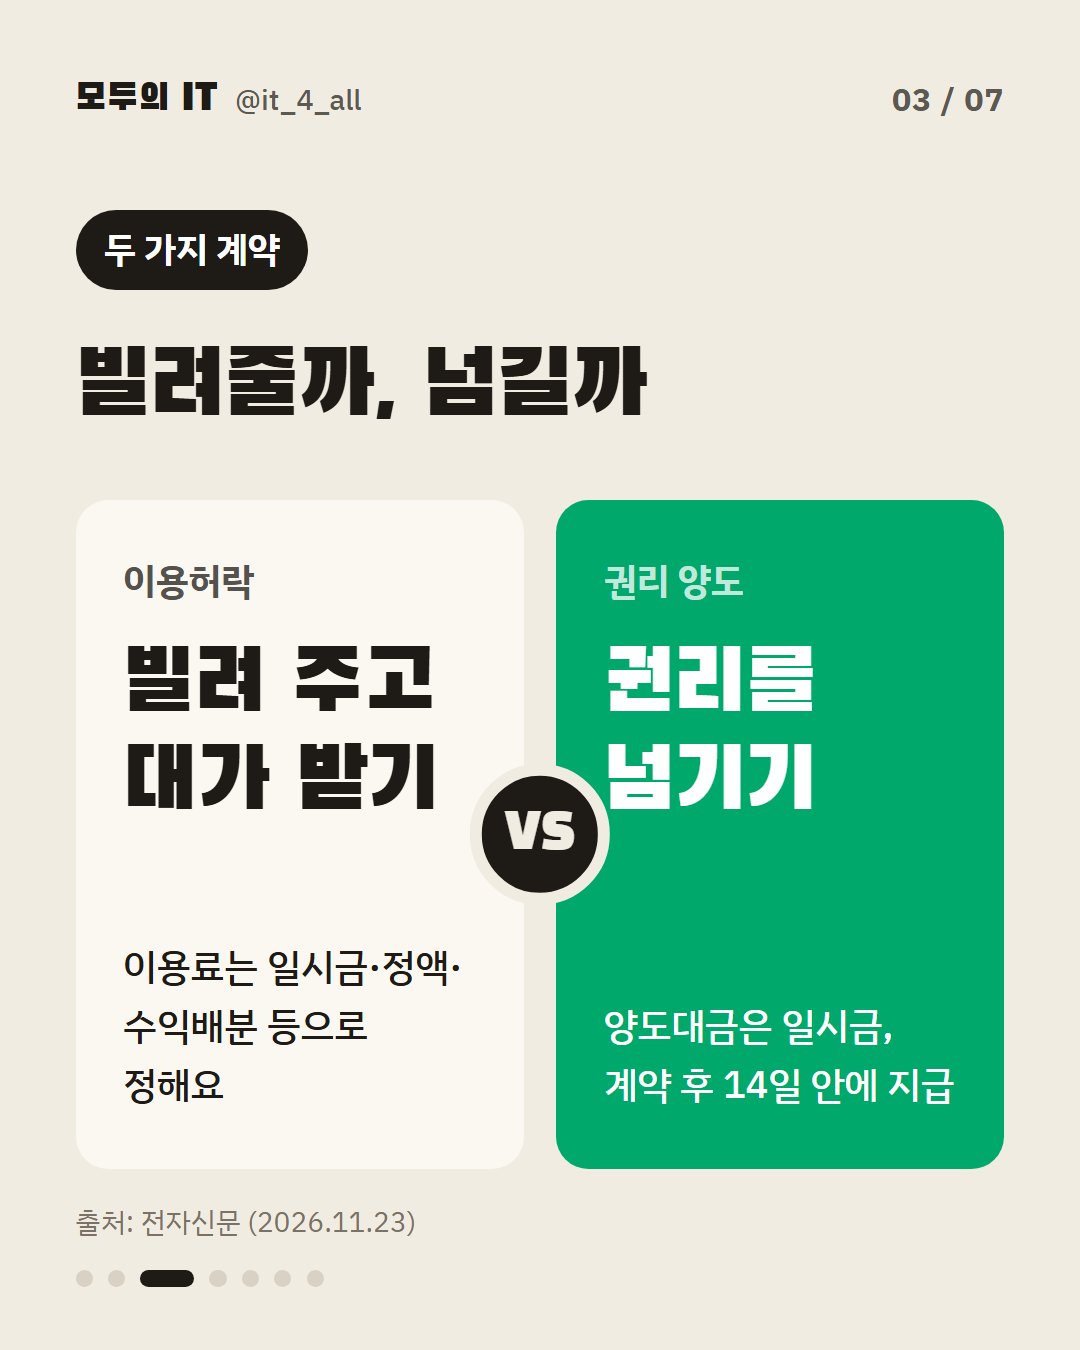 모두의 IT @it_4_all
03 / 07
두 가지 계약
빌려줄까, 넘길까
이용허락
빌려 주고
대가 받기
이용료는 일시금·정액·
수익배분 등으로
정해요
VS
권리 양도
권리를
넘기기
양도대금은 일시금,
계약 후 14일 안에 지급
출처: 전자신문 (2026.11.23)